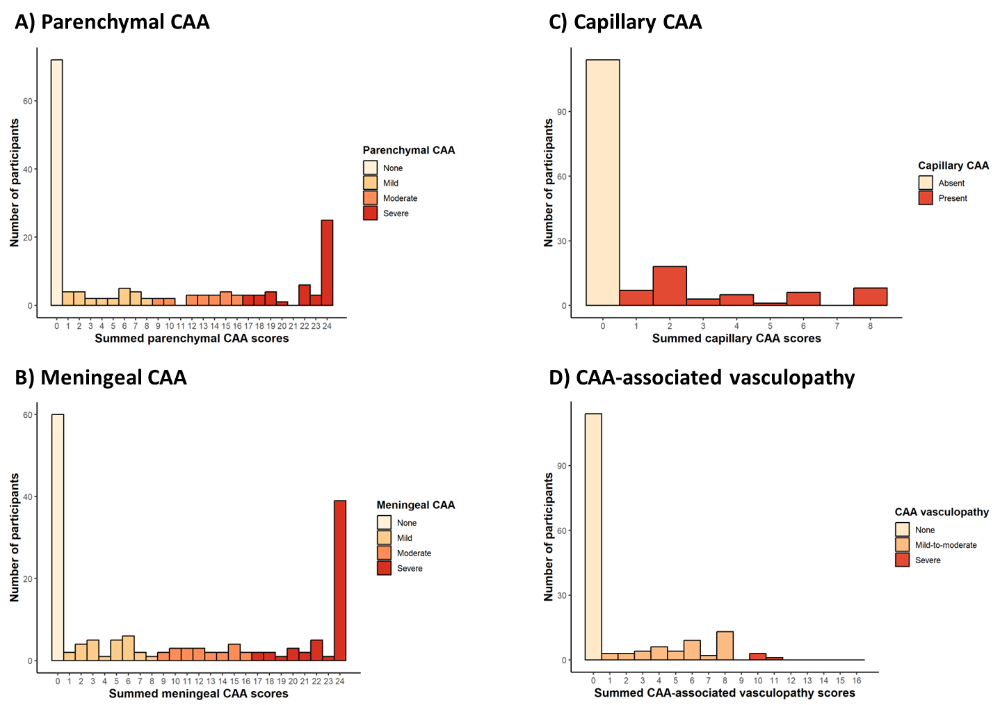 A) Parenchymal CAA
Number of participants
60
40
20
0
0 1 2 3 4 5 6 7 8 9 10 11 12 13 14 15 16 17 18 19 20 21 22 23 24
Summed parenchymal CAA scores
Parenchymal CAA
None
Mild
Moderate
Severe
C) Capillary CAA
Number of participants
90
60
30
0
0 1 2 3 4 5 6 7 8
Summed capillary CAA scores
Capillary CAA
Absent
Present
B) Meningeal CAA
Number of participants
60
40
20
0
0 1 2 3 4 5 6 7 8 9 10 11 12 13 14 15 16 17 18 19 20 21 22 23 24
Summed meningeal CAA scores
Meningeal CAA
None
Mild
Moderate
Severe
D) CAA-associated vasculopathy
Number of participants
90
60
30
0
0 1 2 3 4 5 6 7 8 9 10 11 12 13 14 15 16
Summed CAA-associated vasculopathy scores
CAA vasculopathy
None
Mild-to-moderate
Severe